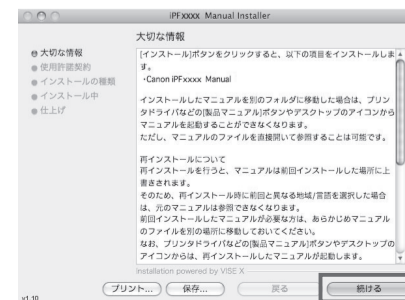 iPFxxxx Manual Installer
大切な情報
大切な情報
使用許諾契約
インストールの種類
インストール中
仕上げ
[インストール]ボタンをクリックすると、以下の項目をインストールしま
す。
・Canon iPFxxxx Manual
インストールしたマニュアルを別のフォルダに移動した場合は、プリン
タドライバなどの[製品マニュアル]ボタンやデスクトップのアイコンから
マニュアルを起動することができなくなります。
ただし、マニュアルのファイルを直接開いて参照することは可能です。
再インストールについて
再インストールを行うと、マニュアルは前回インストールした場所に上
書きされます。
そのため、再インストール時に前回と異なる地域/言語を選択した場合
は、元のマニュアルは参照できなくなります。
前回インストールしたマニュアルが必要な方は、あらかじめマニュアル
のファイルを別の場所に移動しておいてください。
なお、プリンタドライバなどの[製品マニュアル]ボタンやデスクトップの
アイコンからは、再インストールしたマニュアルが起動します。
Installation powered by VISE X
プリント... 保存... 戻る 続ける
v1.10